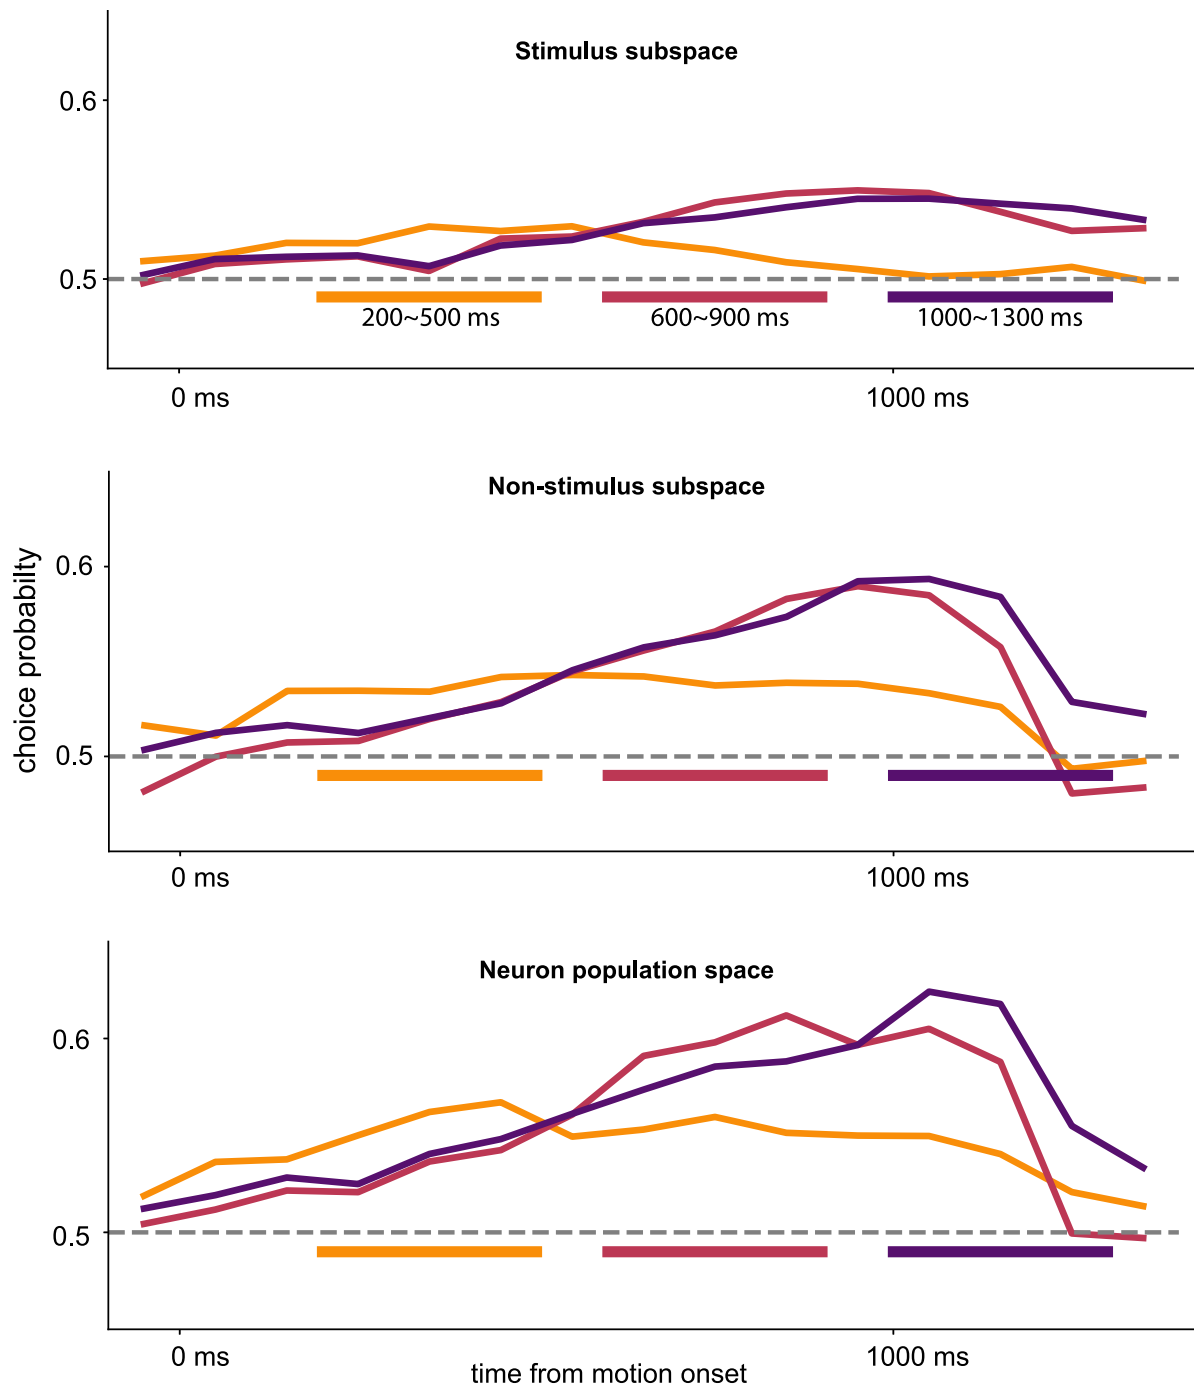 Stimulus subspace
0.6
0.5
200~500 ms
600~900 ms
1000~1300 ms
0 ms
1000 ms
Non-stimulus subspace
0.6
choice probabilty
0.5
0 ms
1000 ms
Neuron population space
0.6
0.5
0 ms
1000 ms
time from motion onset